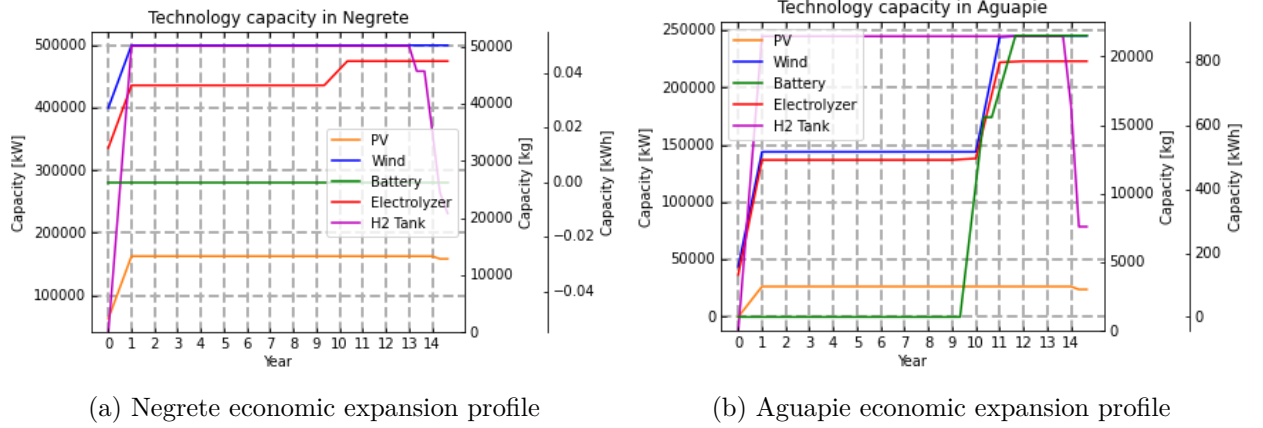 Technology capacity in Negrete
500000
400000
300000
200000
100000
Capacity [kW]
0 1 2 3 4 5 6 7 8 9 10 11 12 13 14
Year
50000
40000
30000
20000
10000
0
Capacity [kg]
0.04
0.02
0.00
−0.02
−0.04
Capacity [kWh]
PV
Wind
Battery
Electrolyzer
H2 Tank
(a) Negrete economic expansion profile
Technology capacity in Aguapie
250000
200000
150000
100000
50000
0
Capacity [kW]
0 1 2 3 4 5 6 7 8 9 10 11 12 13 14
Year
20000
15000
10000
5000
0
Capacity [kg]
800
600
400
200
0
Capacity [kWh]
PV
Wind
Battery
Electrolyzer
H2 Tank
(b) Aguapie economic expansion profile